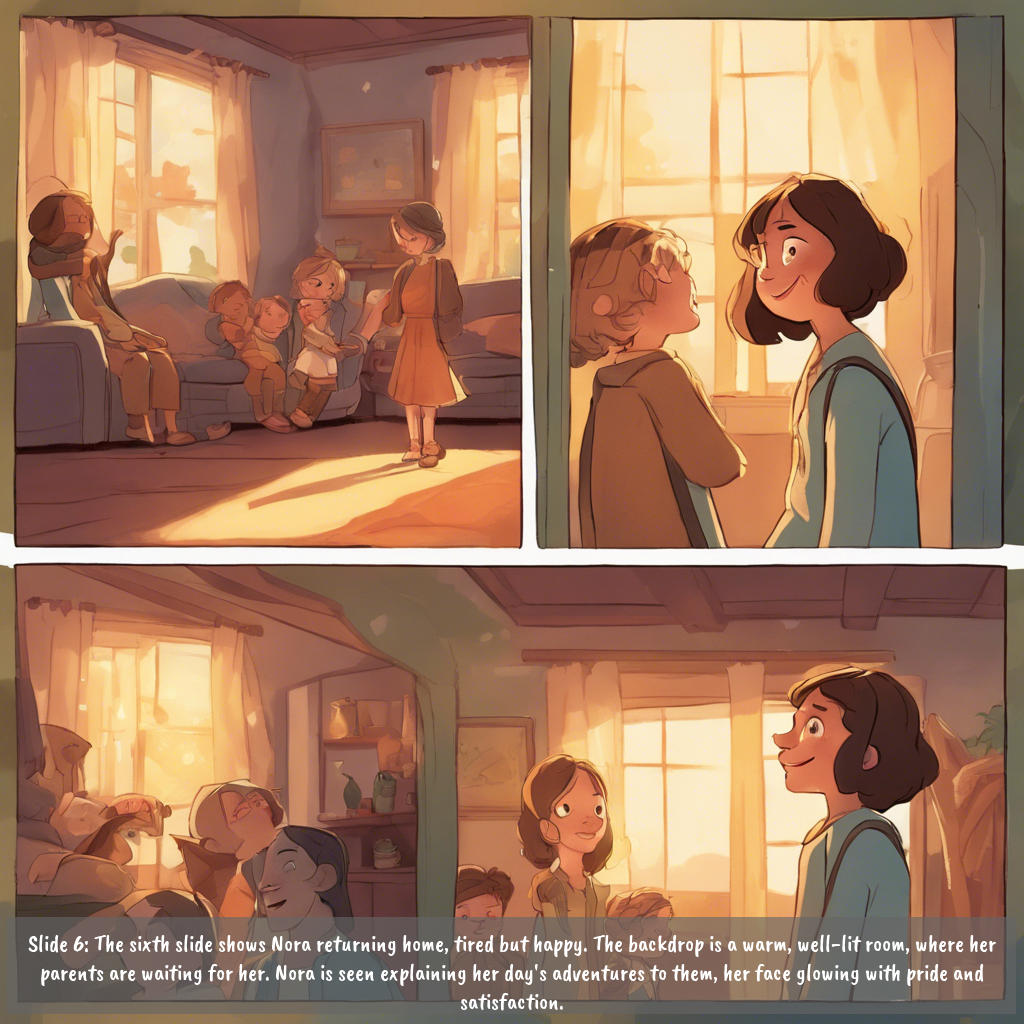 Slide 6: The sixth slide shows Nora returning home, tired but happy. The backdrop is a warm, well-lit room, where her
parents are waiting for her. Nora is seen explaining her day's adventures to them, her face glowing with pride and
satisfaction.